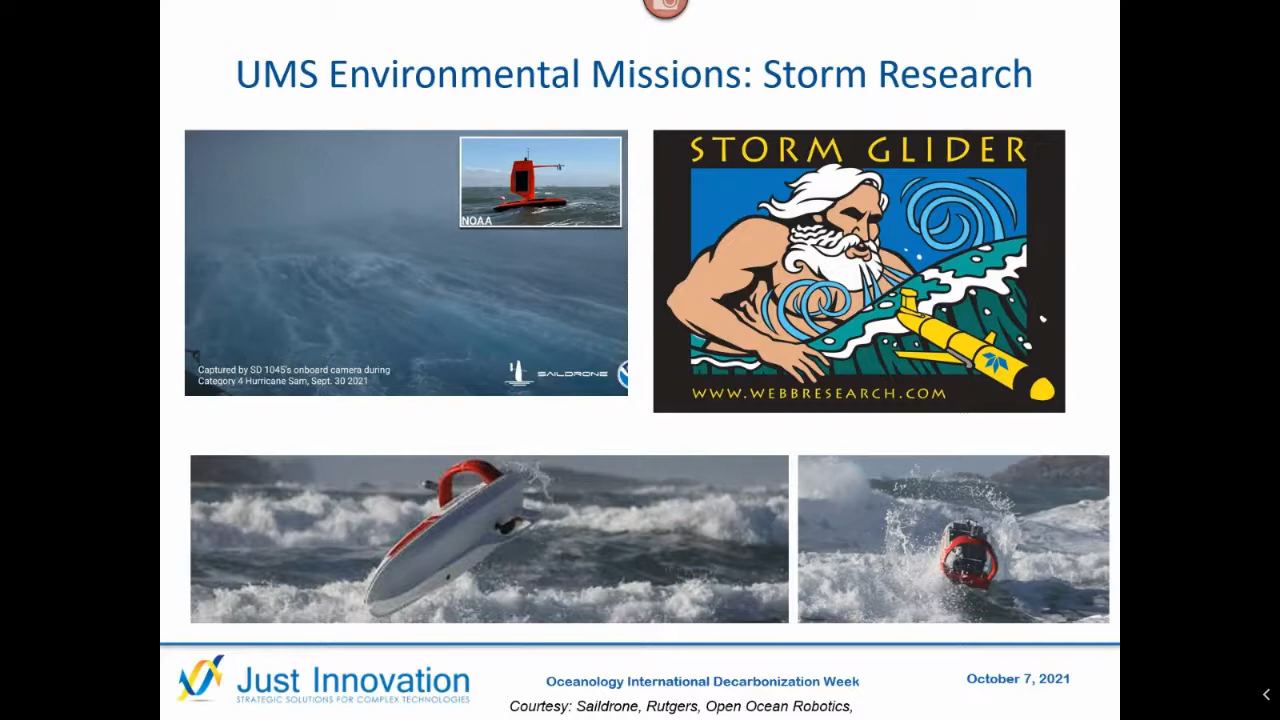 UMS Environmental Missions: Storm Research
NOAA
Captured by SD 1045's onboard camera during
Category 4 Hurricane Sam, Sept. 30 2021
SAILDRONE
STORM GLIDER
WWW.WEBBRESEARCH.COM
Just Innovation
STRATEGIC SOLUTIONS FOR COMPLEX TECHNOLOGIES
Oceanology International Decarbonization Week
October 7, 2021
Courtesy: Saildrone, Rutgers, Open Ocean Robotics,